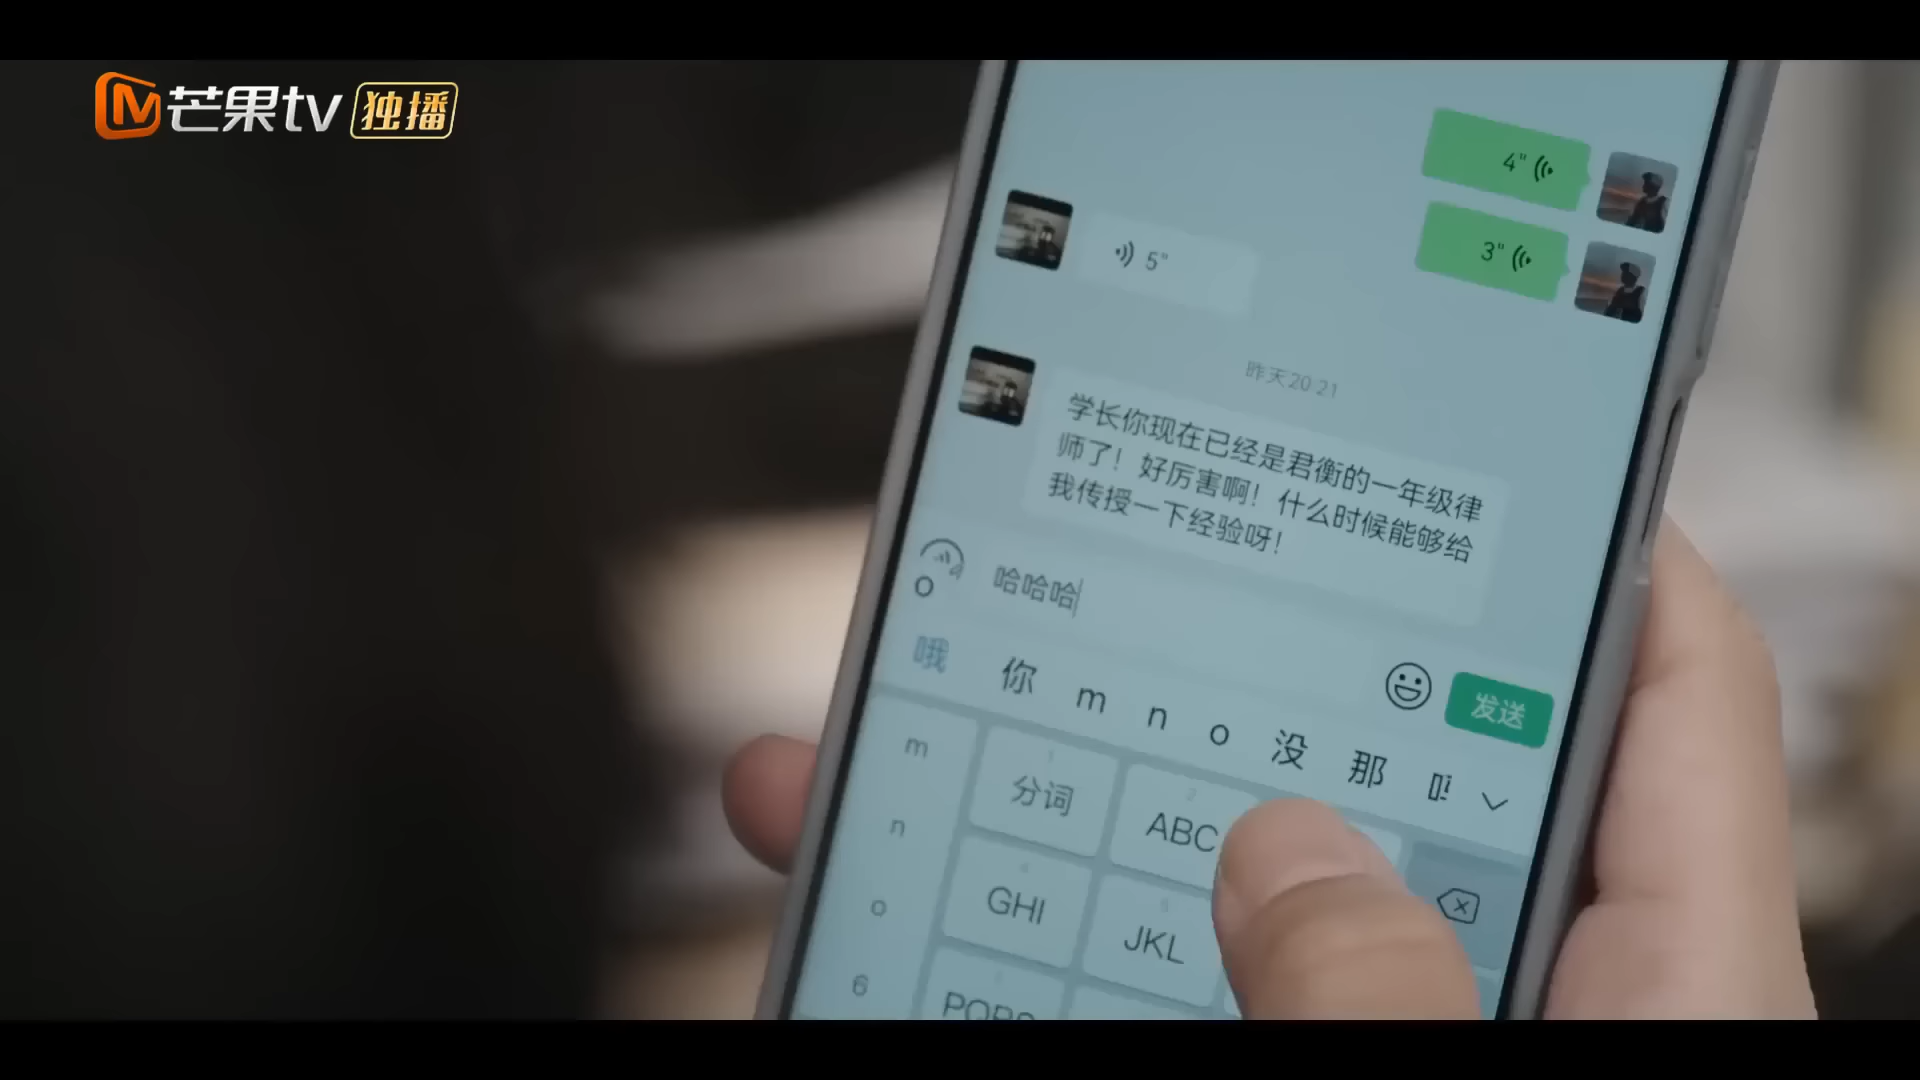 芒果tv 独播
4"
3"
5"
昨天20:21
学长你现在已经是君衡的一年级律
师了！好厉害啊！什么时候能够给
我传授一下经验呀！
哈哈哈
o
哦 你 m n o 没 那
发送
m
n
o
6
分词
ABC
GHI
JKL
PQRS